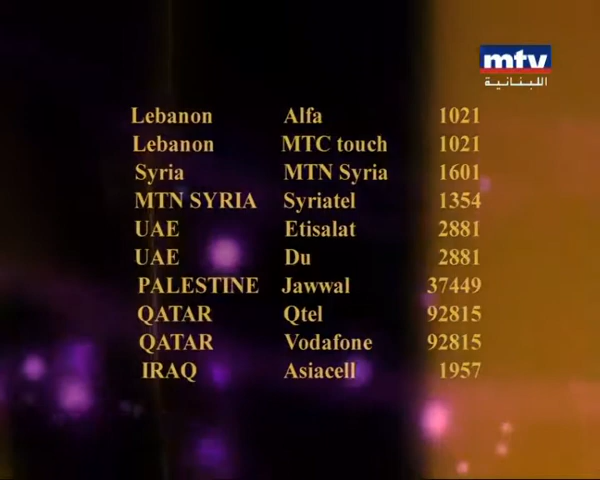 mtv
اللبنانية
Lebanon Alfa 1021
Lebanon MTC touch 1021
Syria MTN Syria 1601
MTN SYRIA Syriatel 1354
UAE Etisalat 2881
UAE Du 2881
PALESTINE Jawwal 37449
QATAR Qtel 92815
QATAR Vodafone 92815
IRAQ Asiacell 1957